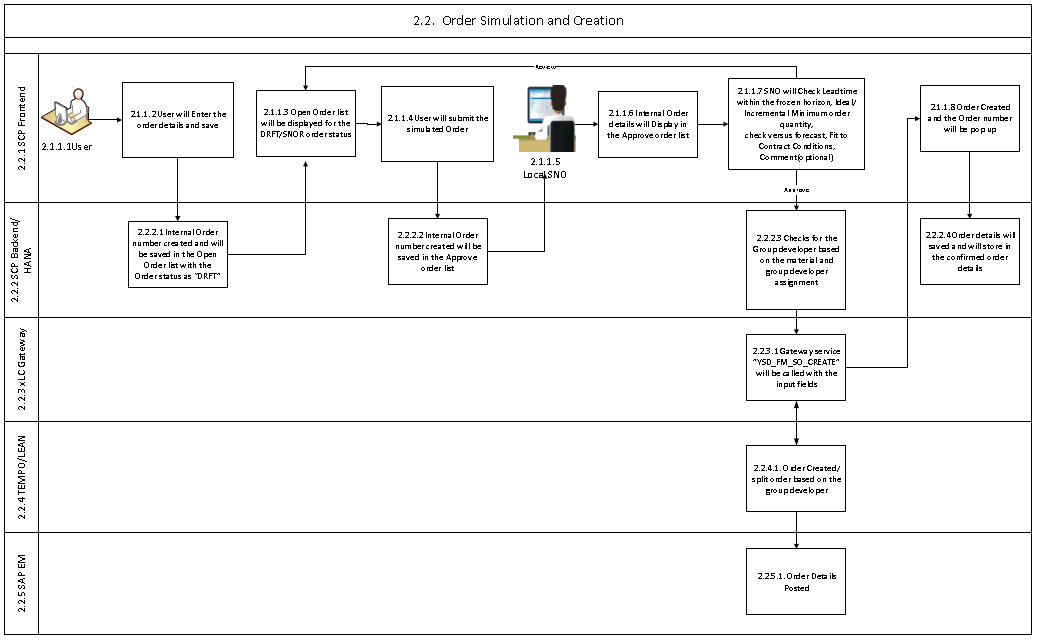 2.2. Order Simulation and Creation
2.2.1 SCP Frontend
2.1.1.1User
2.1.1.2 User will Enter the
order details and save
2.1.1.3 Open Order list
will be displayed for the
DRFT/SNOR order status
2.1.1.4 User will submit the
simulated Order
2.1.1.5
Local SNO
2.1.1.6 Internal Order
details will Display in
the Approve order list
Review
2.1.1.7 SNO will Check Leadtime
within the frozen horizon, Ideal/
Incremental Minimum order
quantity,
check versus forecast, Fit to
Contract Conditions,
Comment(optional)
Approve
2.1.1.8 Order Created
and the Order number
will be pop up
2.2.2 SCP Backend/
HANA
2.2.2.1 Internal Order
number created and will
be saved in the Open
Order list with the
Order status as "DRFT"
2.2.2.2 Internal Order
number created will be
saved in the Approve
order list
2.2.2.3 Checks for the
Group developer based
on the material and
group developer
assignment
2.2.2.4 Order details will
saved and will store in
the confirmed order
details
2.2.3 xLC Gateway
2.2.3.1 Gateway service
"YSD_FM_SO_CREATE"
will be called with the
input fields
2.2.4 TEMPO/LEAN
2.2.4.1. Order Created/
split order based on the
group developer
2.2.5 SAP EM
2.2.5.1. Order Details
Posted